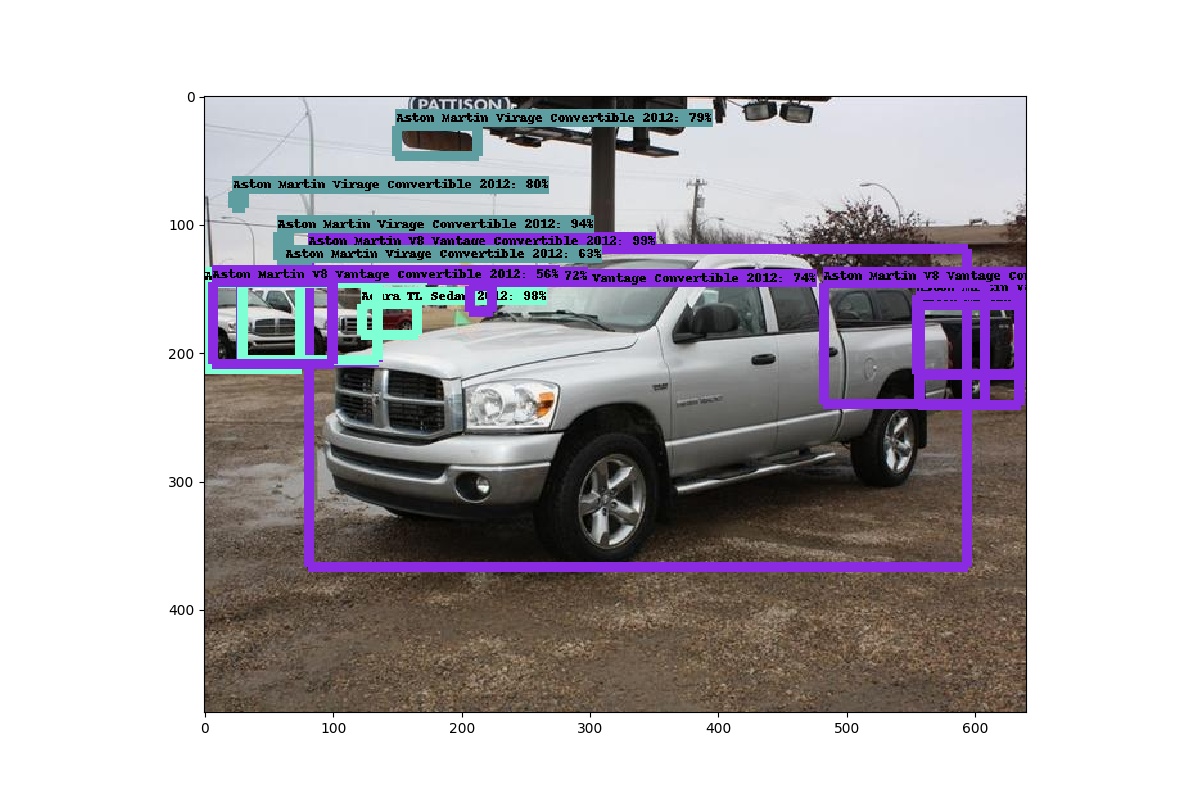 0
(PATTISON)
Aston Martin Virage Convertible 2012: 79%
Aston Martin Virage Convertible 2012: 80%
100
Aston Martin Virage Convertible 2012: 94%
Aston Martin V8 Vantage Convertible 2012: 99%
Aston Martin Virage Convertible 2012: 63%
A
Aston Martin V8 Vantage Convertible 2012: 56%
72%
Vantage Convertible 2012: 74%
Aston Martin V8 Vantage Co
Acura TL Sedan 2012: 98%
200
300
400
0 100 200 300 400 500 600